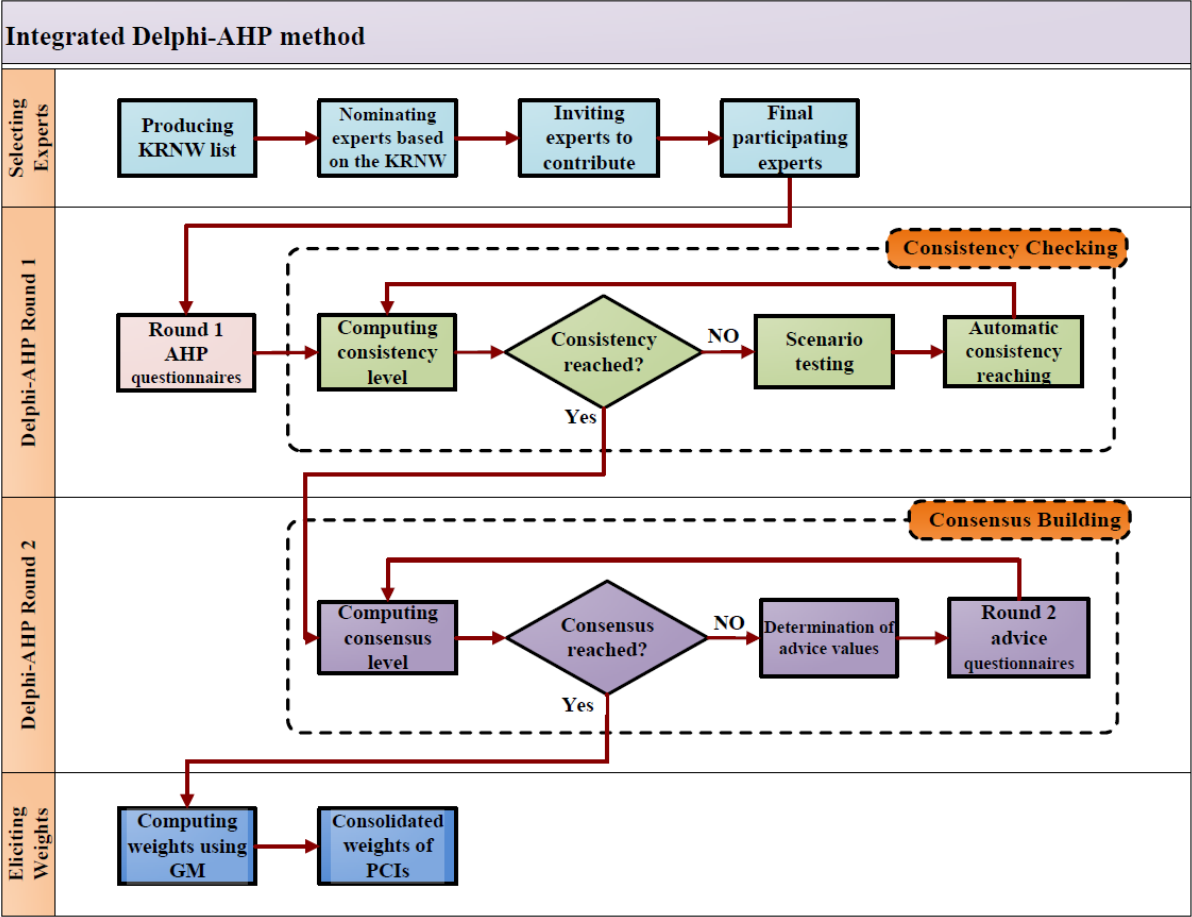 Integrated Delphi-AHP method
Selecting
Experts
Producing
KRNW list
Nominating
experts based
on the KRNW
Inviting
experts to
contribute
Final
participating
experts
Delphi-AHP Round 1
Consistency Checking
Round 1
AHP
questionnaires
Computing
consistency
level
Consistency
reached?
NO
Scenario
testing
Automatic
consistency
reaching
Yes
Delphi-AHP Round 2
Consensus Building
Computing
consensus
level
Consensus
reached?
NO
Determination of
advice values
Round 2
advice
questionnaires
Yes
Eliciting
Weights
Computing
weights using
GM
Consolidated
weights of
PCIs